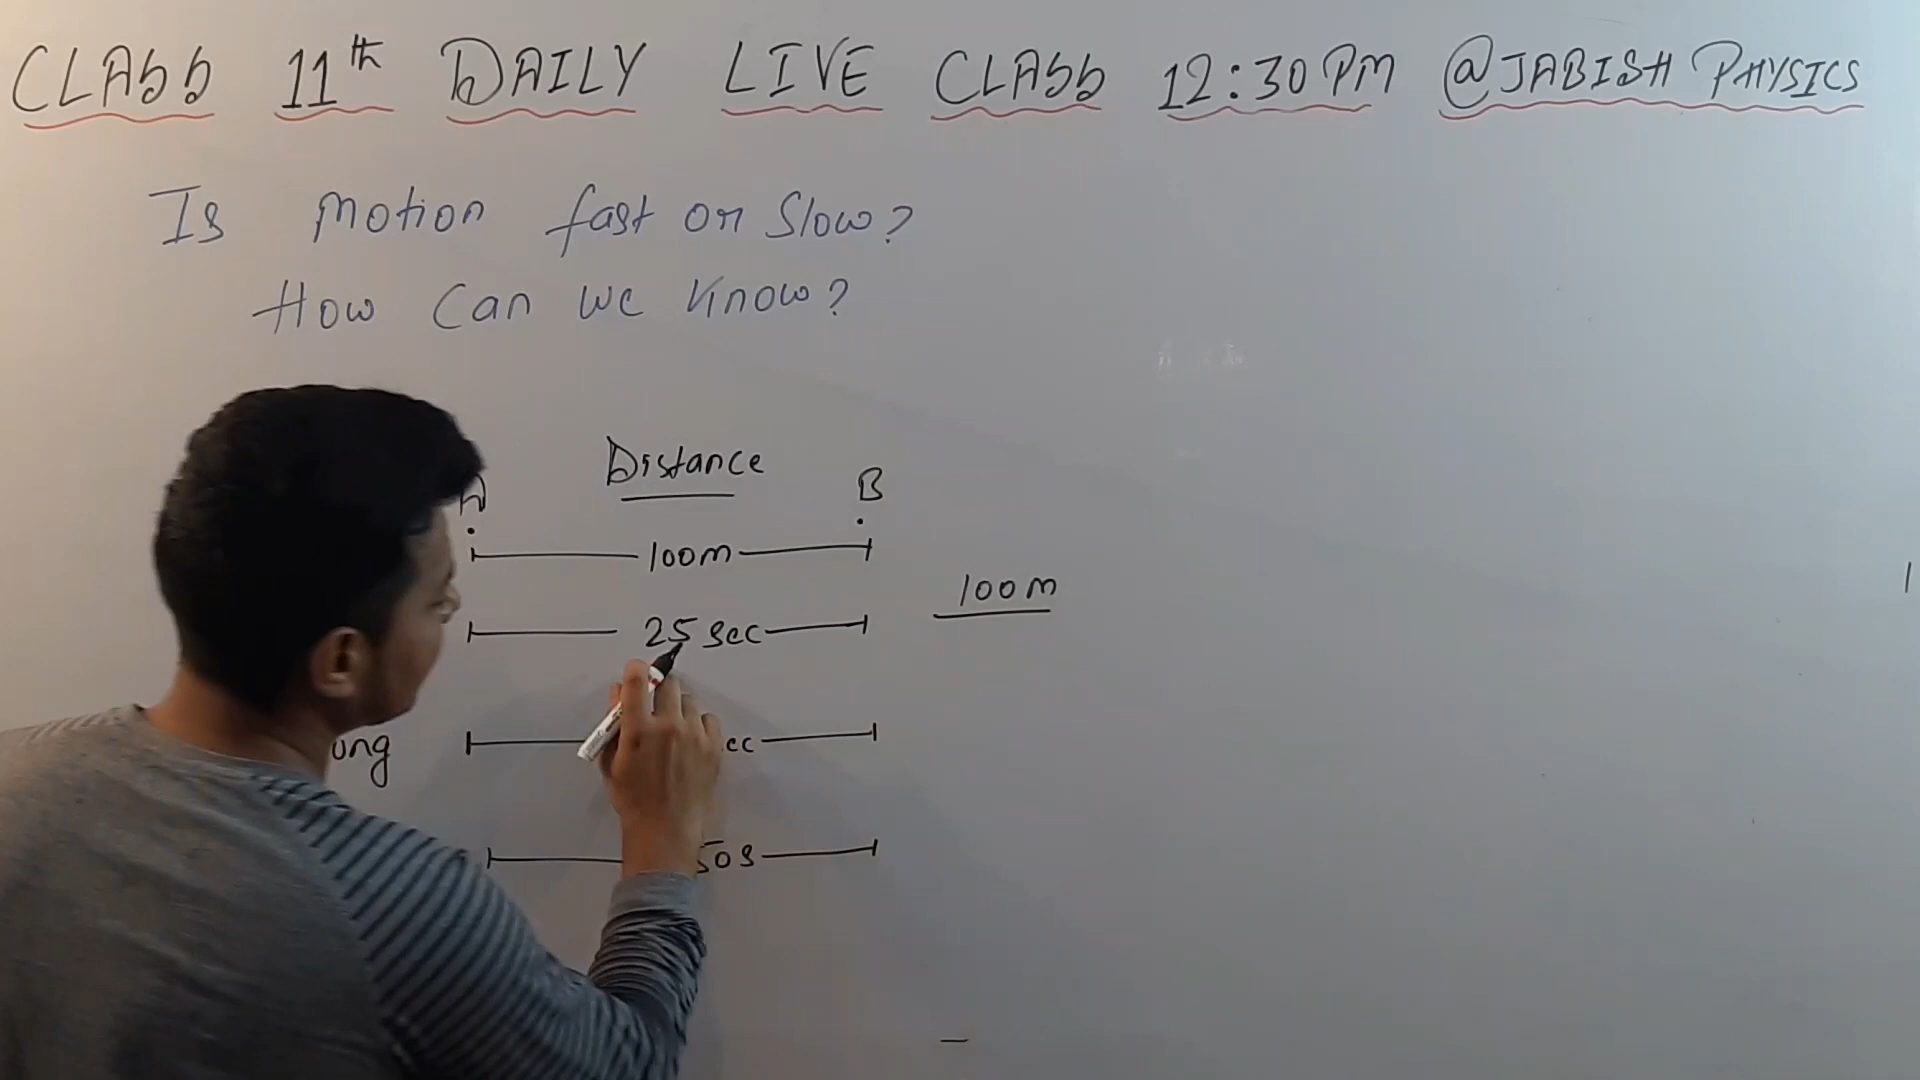 CLASS 11th DAILY LIVE CLASS 12:30 PM @JABISH PHYSICS
Is motion fast or slow?
How can we know?
Distance
A B
100m
100m
25 sec